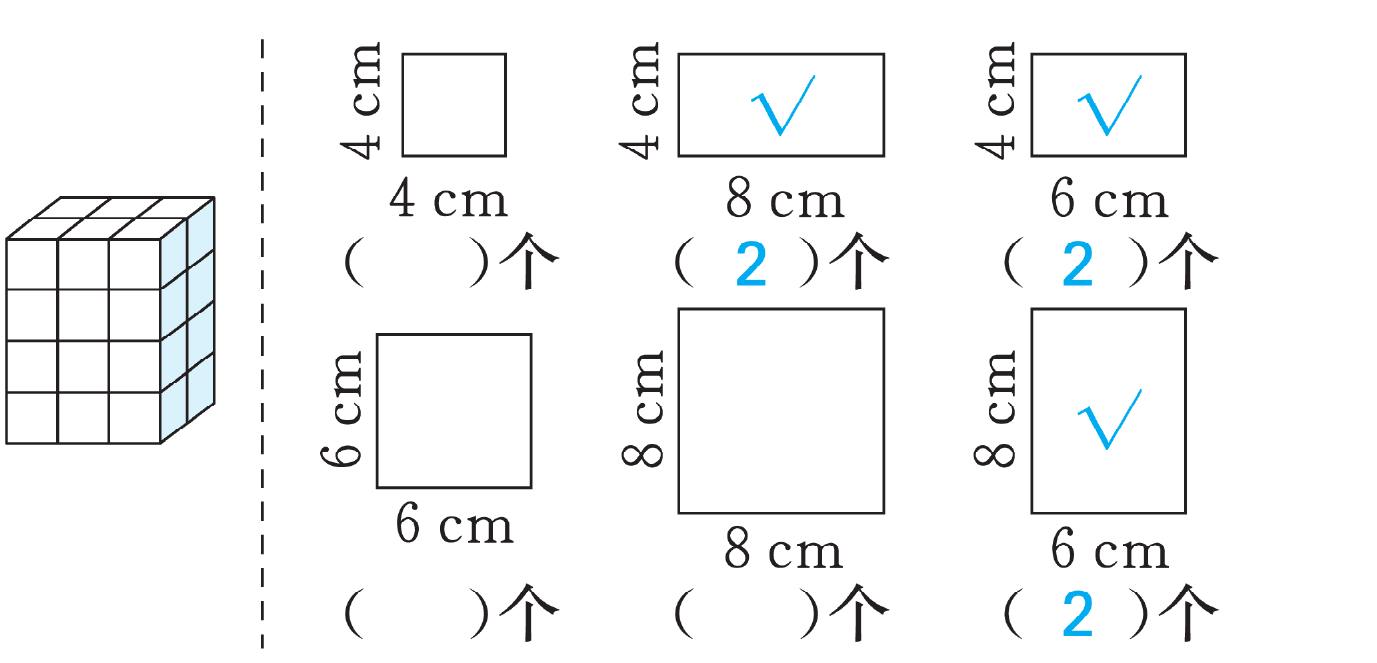 4 cm 4 cm 4 cm
4 cm 8 cm 6 cm
( )个 ( 2 )个 ( 2 )个
6 cm 8 cm 8 cm
6 cm 8 cm 6 cm
( )个 ( )个 ( 2 )个